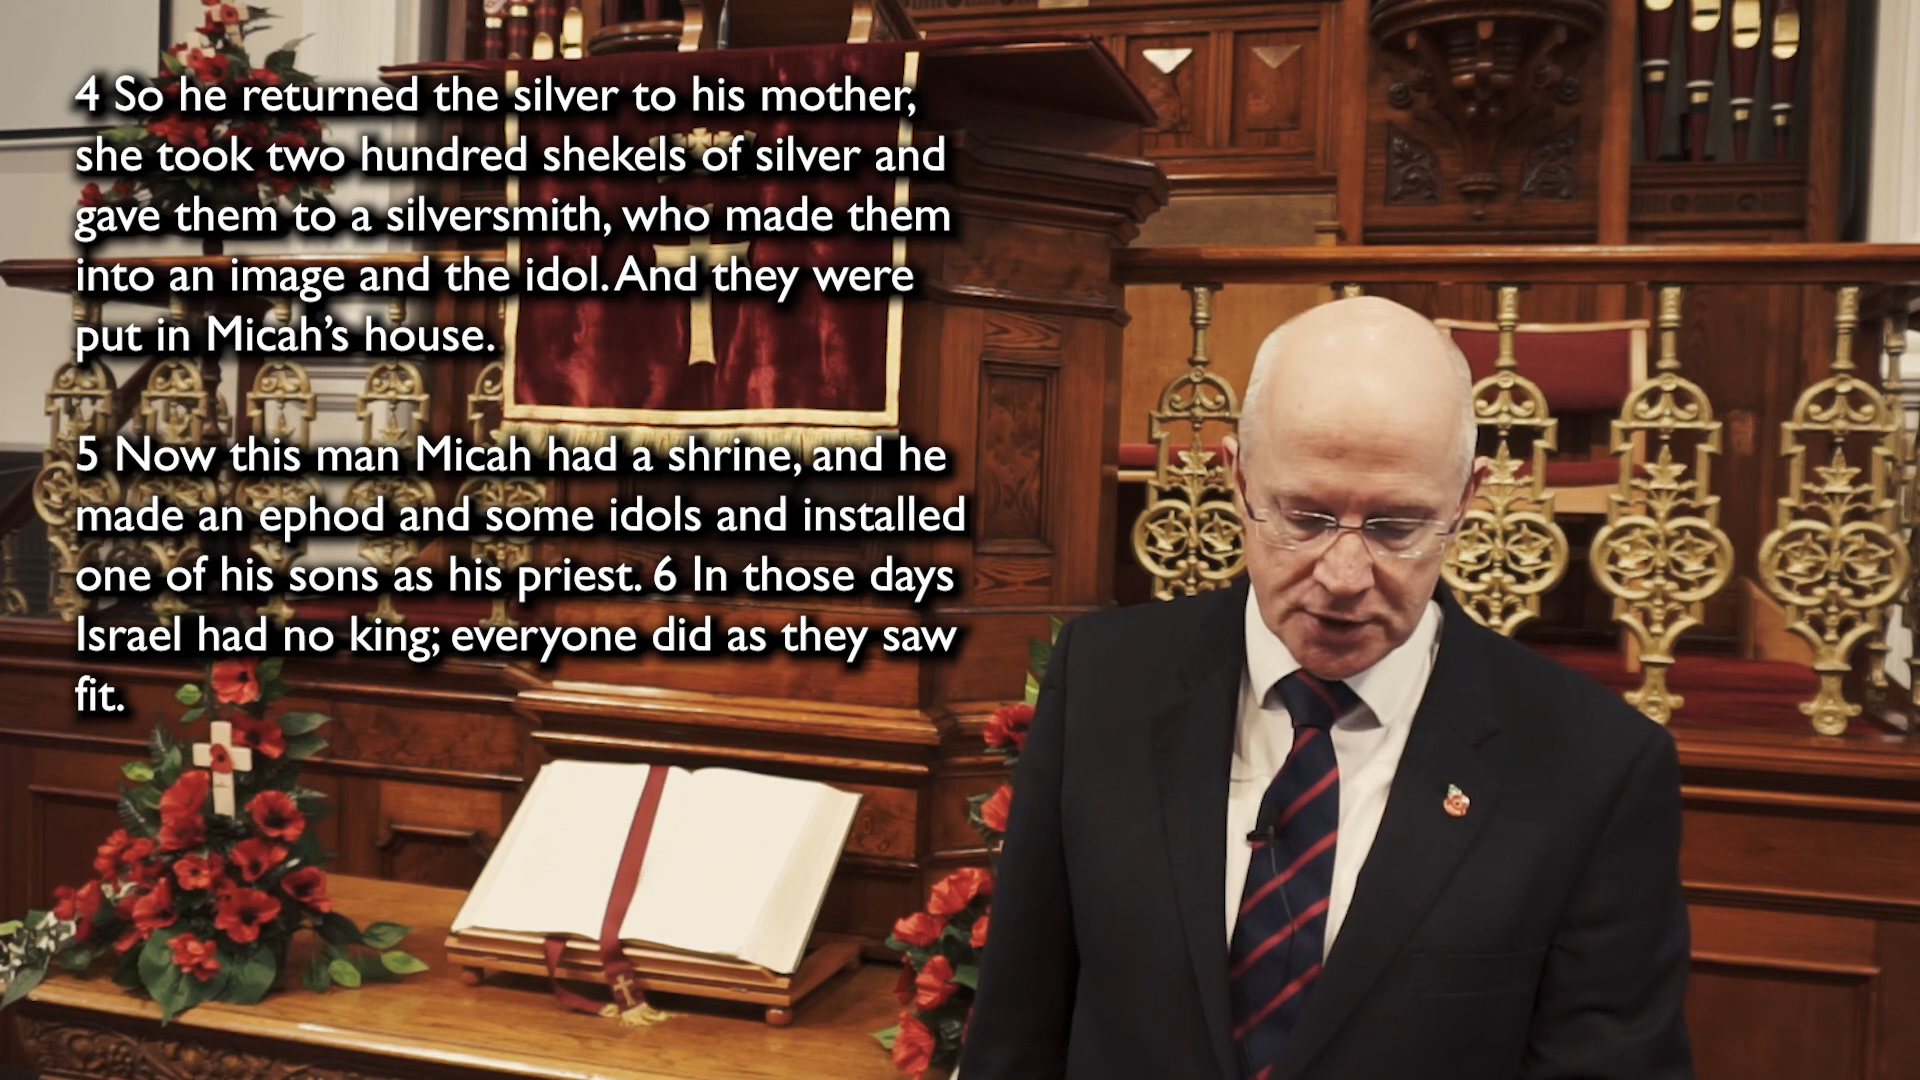 4 So he returned the silver to his mother,
she took two hundred shekels of silver and
gave them to a silversmith, who made them
into an image and the idol. And they were
put in Micah’s house.
5 Now this man Micah had a shrine, and he
made an ephod and some idols and installed
one of his sons as his priest. 6 In those days
Israel had no king; everyone did as they saw
fit.